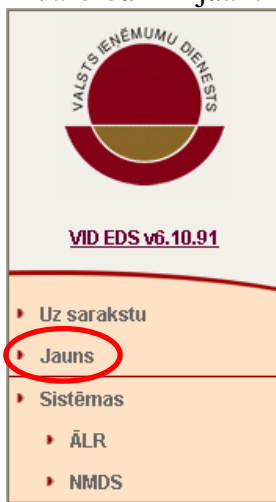 VALSTS IEŅĒMUMU DIENESTS
VID EDS v6.10.91
Uz sarakstu
Jauns
Sistēmas
ĀLR
NMDS